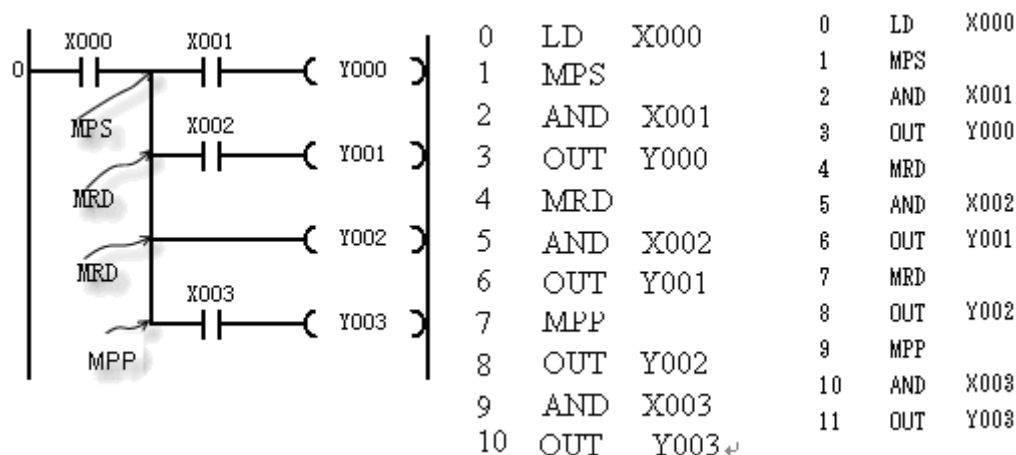 X000 X001
0 Y000
MPS
X002
Y001
MRD
Y002
MRD
X003
Y003
MPP
0 LD X000
1 MPS
2 AND X001
3 OUT Y000
4 MRD
5 AND X002
6 OUT Y001
7 MPP
8 OUT Y002
9 AND X003
10 OUT Y003↵
0 LD X000
1 MPS
2 AND X001
3 OUT Y000
4 MRD
5 AND X002
6 OUT Y001
7 MRD
8 OUT Y002
9 MPP
10 AND X003
11 OUT Y003